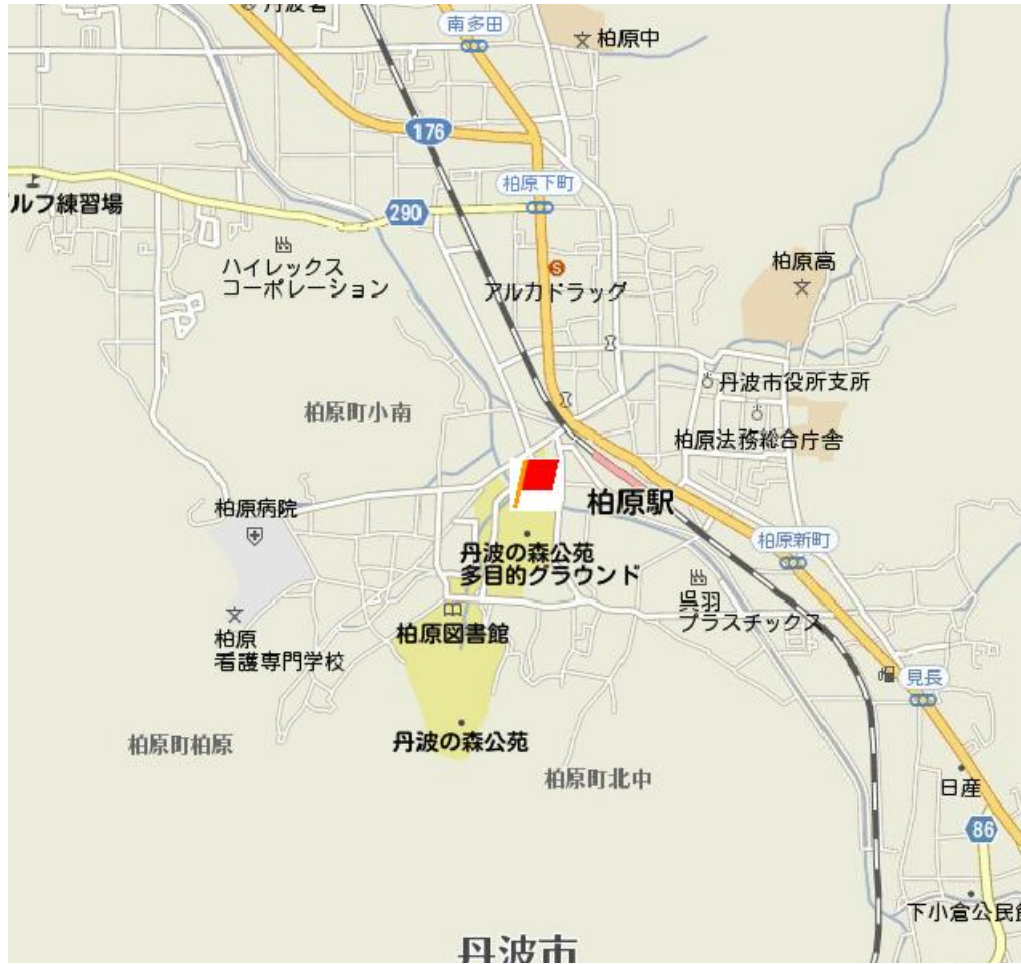 丹波署
南多田
柏原中
176
柏原下町
ルフ練習場
290
ハイレックス
コーポレーション
アルカドラッグ
柏原高
丹波市役所支所
柏原町小南
柏原法務総合庁舎
柏原病院
柏原駅
柏原新町
丹波の森公苑
多目的グラウンド
呉羽
プラスチックス
柏原図書館
柏原
看護専門学校
見長
丹波の森公苑
柏原町柏原
柏原町北中
日産
86
下小倉公民館
丹波市